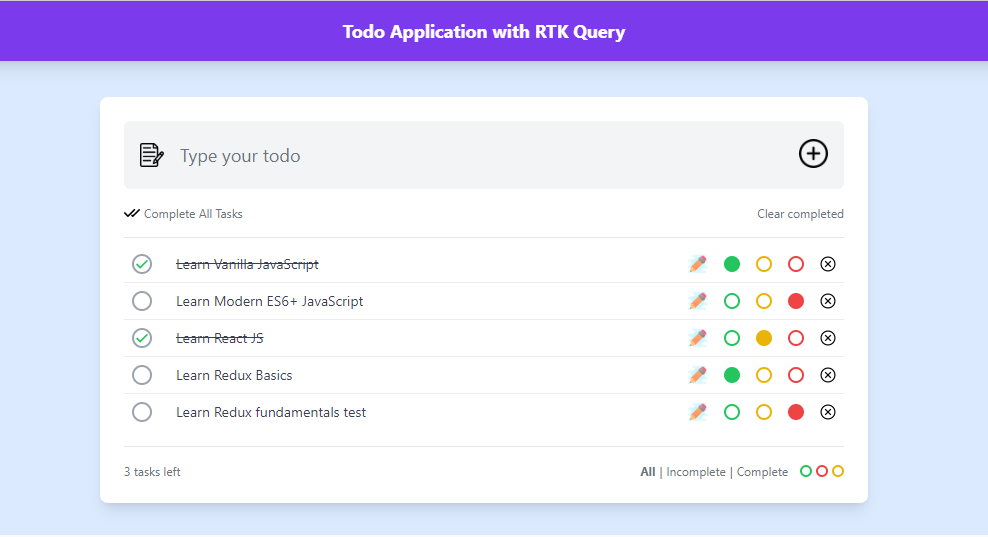 Todo Application with RTK Query
Type your todo
Complete All Tasks
Clear completed
Learn Vanilla JavaScript
Learn Modern ES6+ JavaScript
Learn React JS
Learn Redux Basics
Learn Redux fundamentals test
3 tasks left
All | Incomplete | Complete